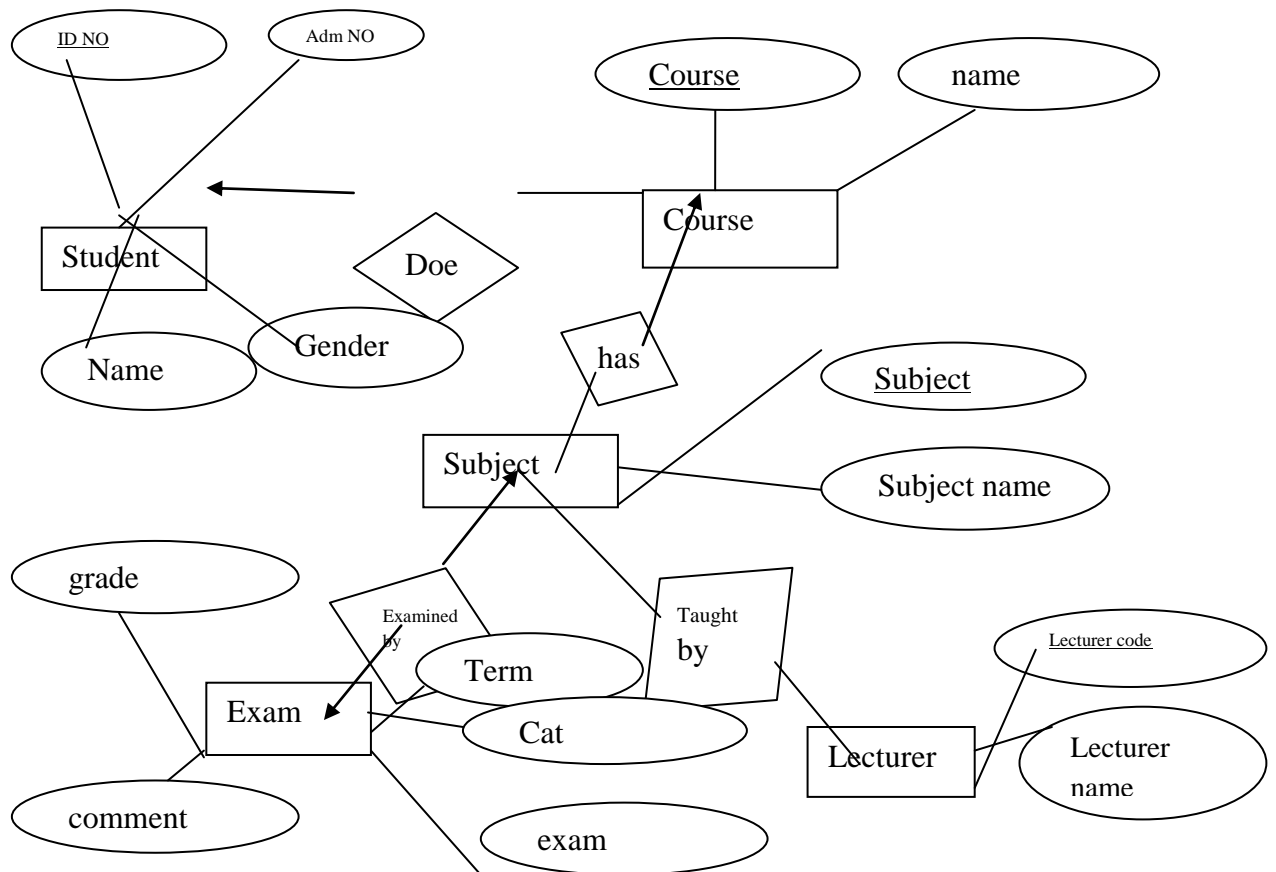 ID NO
Adm NO
Course
name
Course
Student
Doe
Gender
Name
has
Subject
Subject
Subject name
grade
Examined
by
Taught
by
Term
Lecturer code
Exam
Cat
Lecturer
Lecturer
name
comment
exam